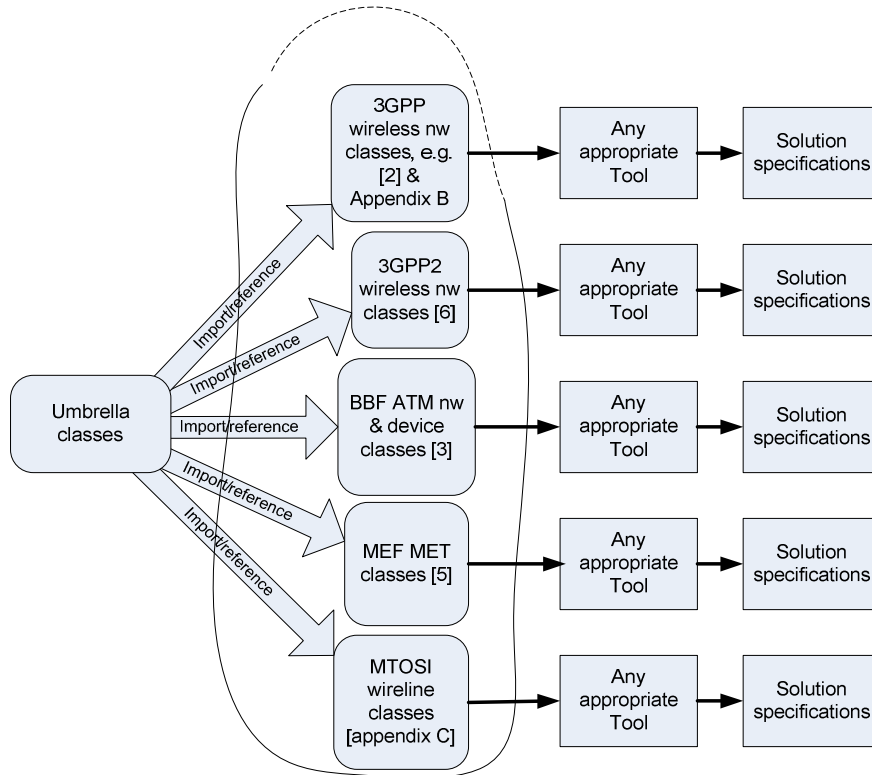 3GPP
wireless nw
classes, e.g.
[2] &
Appendix B
Any
appropriate
Tool
Solution
specifications
Import/reference
3GPP2
wireless nw
classes [6]
Any
appropriate
Tool
Solution
specifications
Import/reference
Umbrella
classes
Import/reference
BBF ATM nw
& device
classes [3]
Any
appropriate
Tool
Solution
specifications
Import/reference
MEF MET
classes [5]
Any
appropriate
Tool
Solution
specifications
Import/reference
MTOSI
wireline
classes
[appendix C]
Any
appropriate
Tool
Solution
specifications